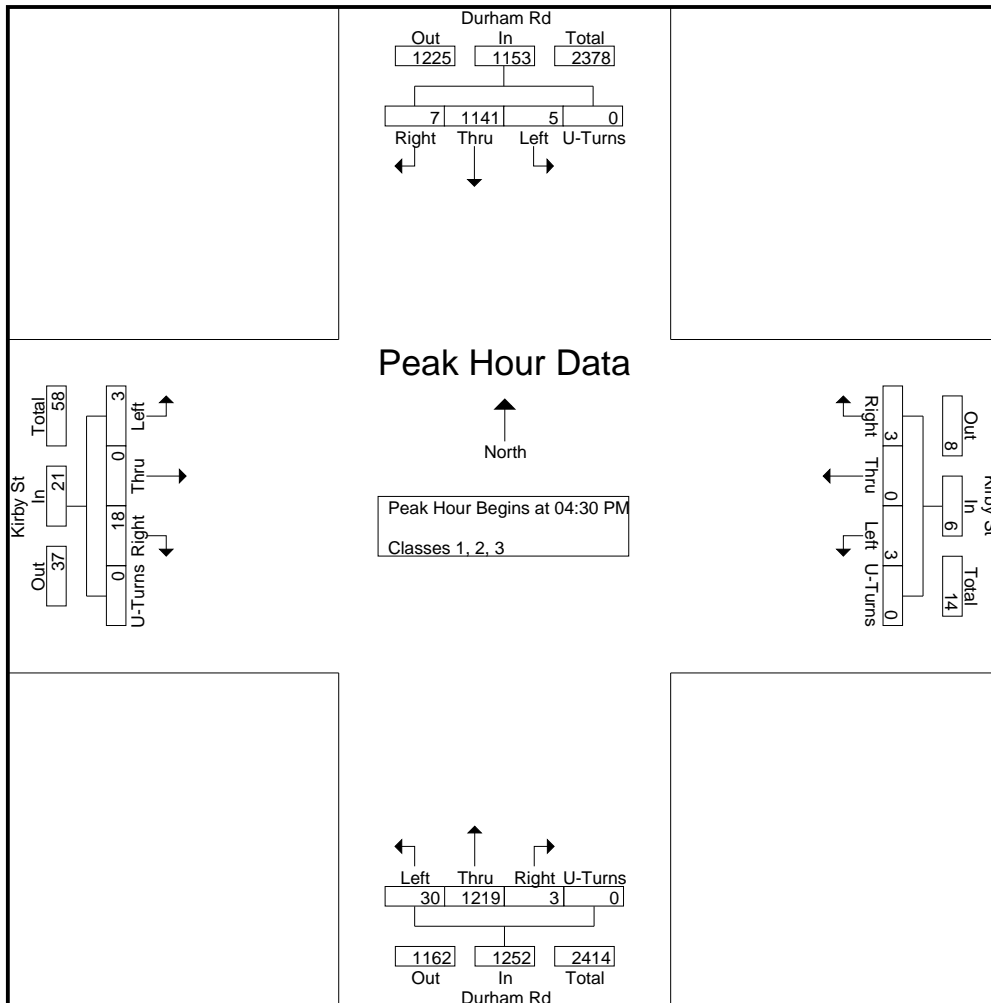 Durham Rd
Out In Total
1225 1153 2378
7 1141 5 0
Right Thru Left U-Turns
Peak Hour Data
North
Peak Hour Begins at 04:30 PM
Classes 1, 2, 3
Kirby St
Total In Out
58 21 37
3 0 18 0
Left Thru Right U-Turns
Right Thru Left U-Turns
3 0 3 0
Out In Total
8 6 14
Kirby St
Left Thru Right U-Turns
30 1219 3 0
1162 1252 2414
Out In Total
Durham Rd